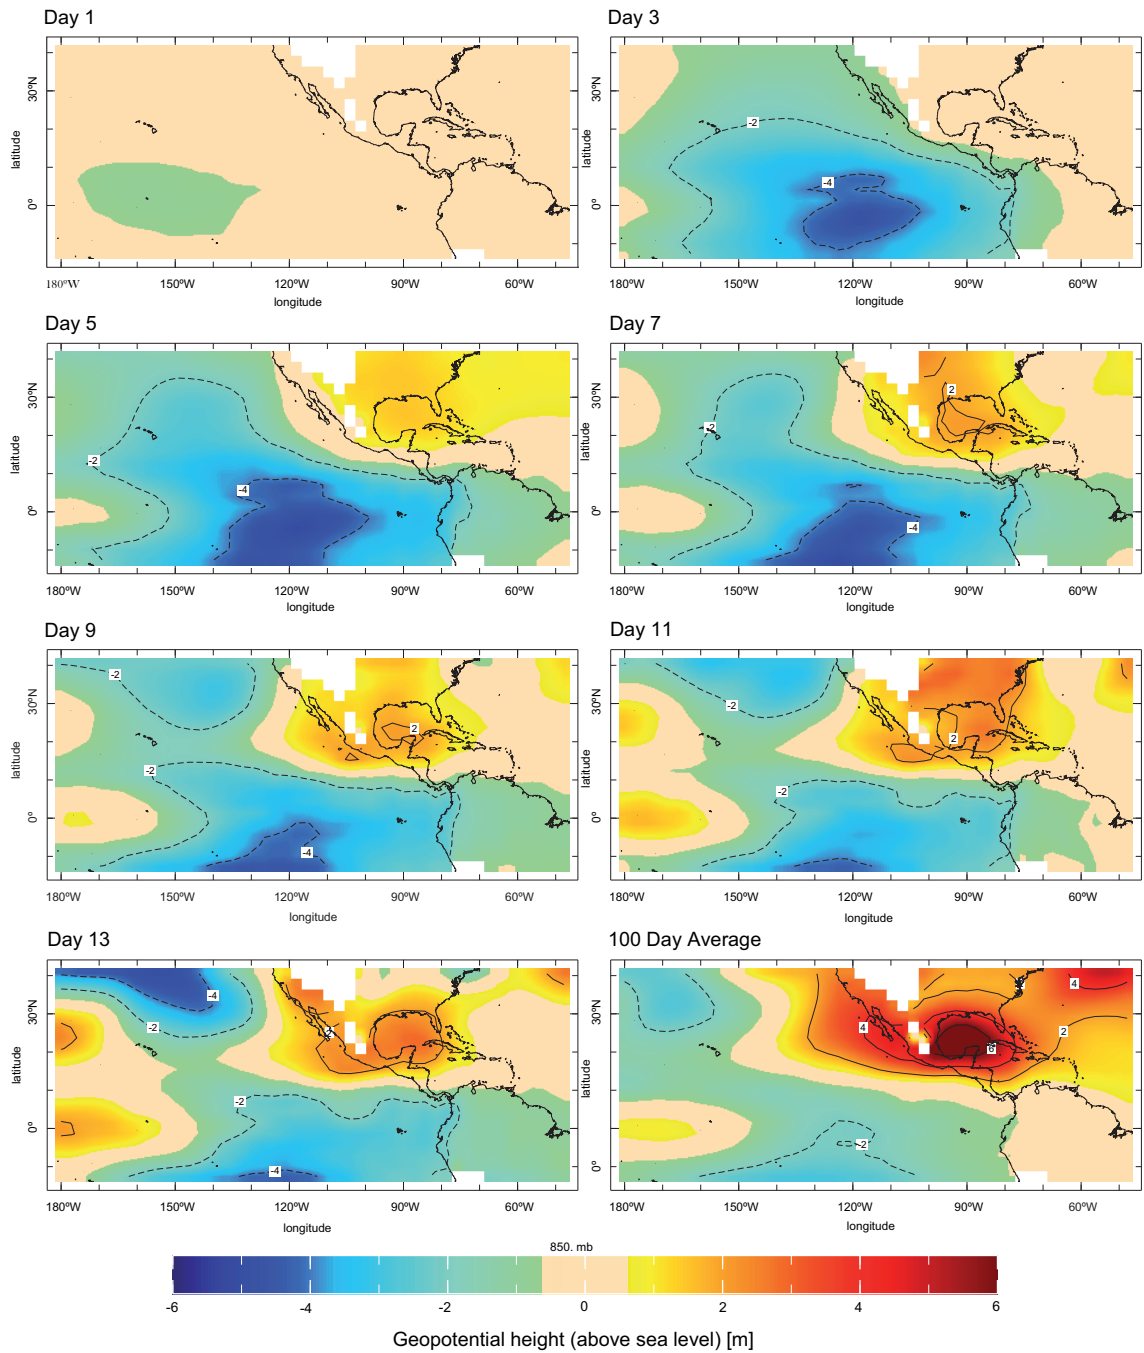 Day 1
Day 3
30ºN
0º
latitude
180ºW
150ºW
120ºW
90ºW
60ºW
longitude
-2
-4
30ºN
0º
latitude
180ºW
150ºW
120ºW
90ºW
60ºW
longitude
Day 5
Day 7
-2
-4
30ºN
0º
latitude
180ºW
150ºW
120ºW
90ºW
60ºW
longitude
2
-2
-4
30ºN
0º
latitude
180ºW
150ºW
120ºW
90ºW
60ºW
longitude
Day 9
Day 11
-2
2
-2
-4
30ºN
0º
latitude
180ºW
150ºW
120ºW
90ºW
60ºW
longitude
-2
2
-2
30ºN
0º
latitude
180ºW
150ºW
120ºW
90ºW
60ºW
longitude
Day 13
100 Day Average
-4
-2
2
-2
-4
30ºN
0º
latitude
180ºW
150ºW
120ºW
90ºW
60ºW
longitude
4
4
2
6
-2
30ºN
0º
0º
latitude
180ºW
150ºW
120ºW
90ºW
60ºW
longitude
850. mb
-6
-4
-2
0
2
4
6
Geopotential height (above sea level) [m]